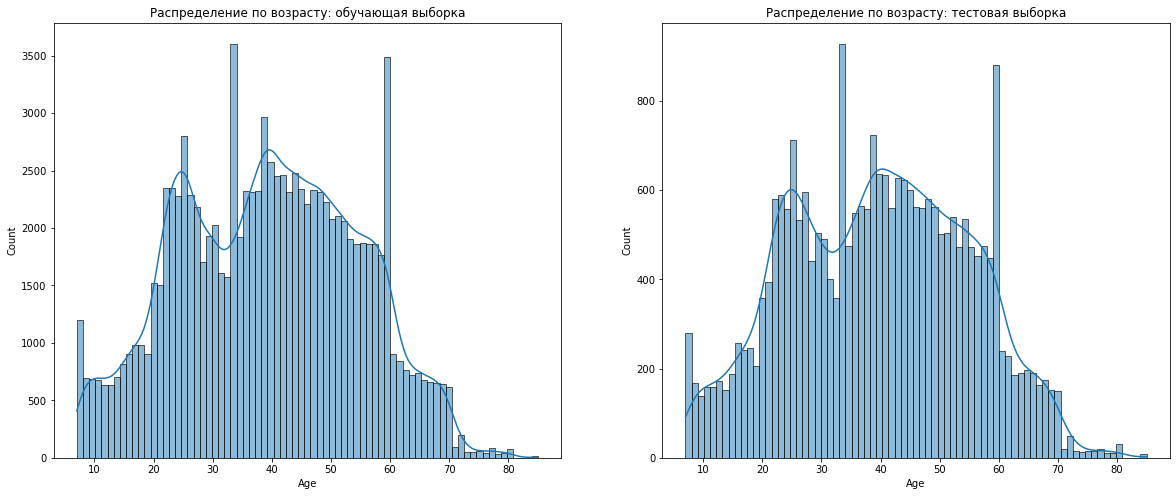 Распределение по возрасту: обучающая выборка
Count
3500
3000
2500
2000
1500
1000
500
0
10 20 30 40 50 60 70 80
Age
Распределение по возрасту: тестовая выборка
Count
800
600
400
200
0
10 20 30 40 50 60 70 80
Age